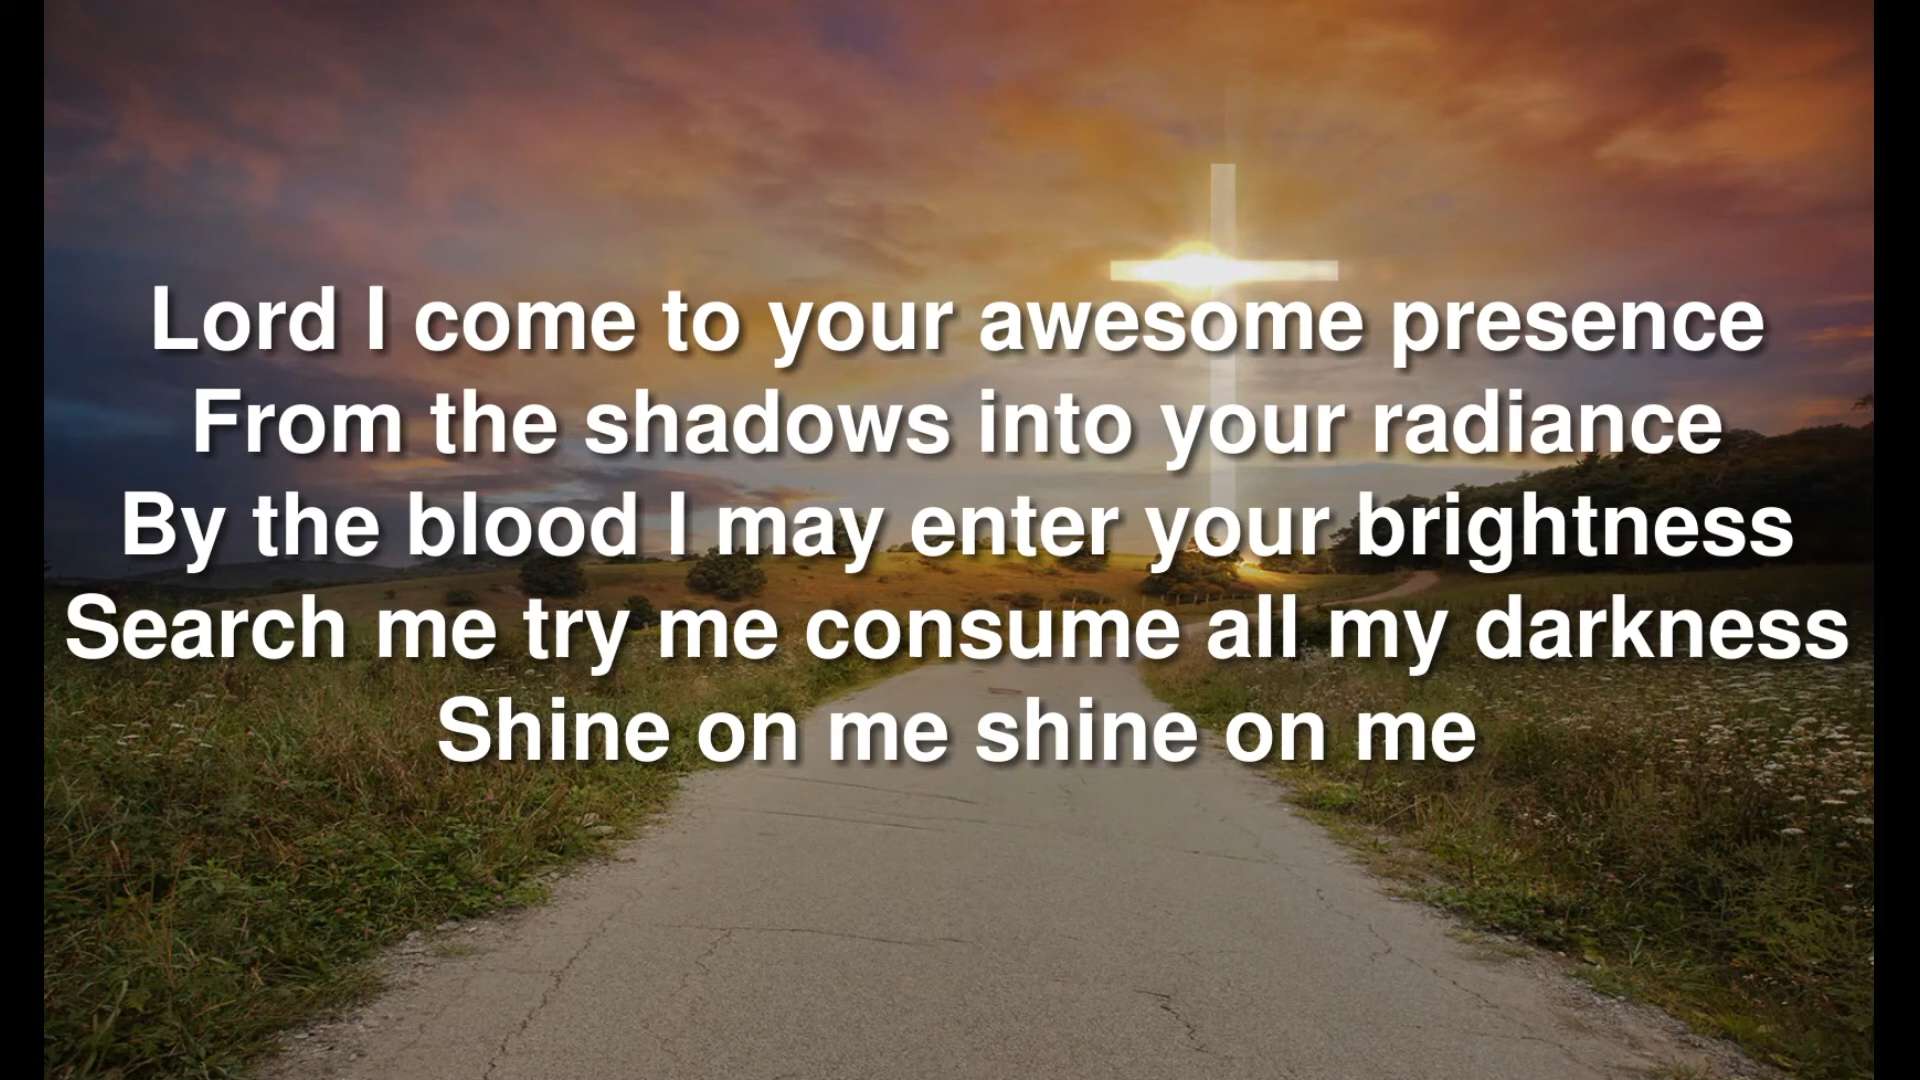 Lord I come to your awesome presence
From the shadows into your radiance
By the blood I may enter your brightness
Search me try me consume all my darkness
Shine on me shine on me